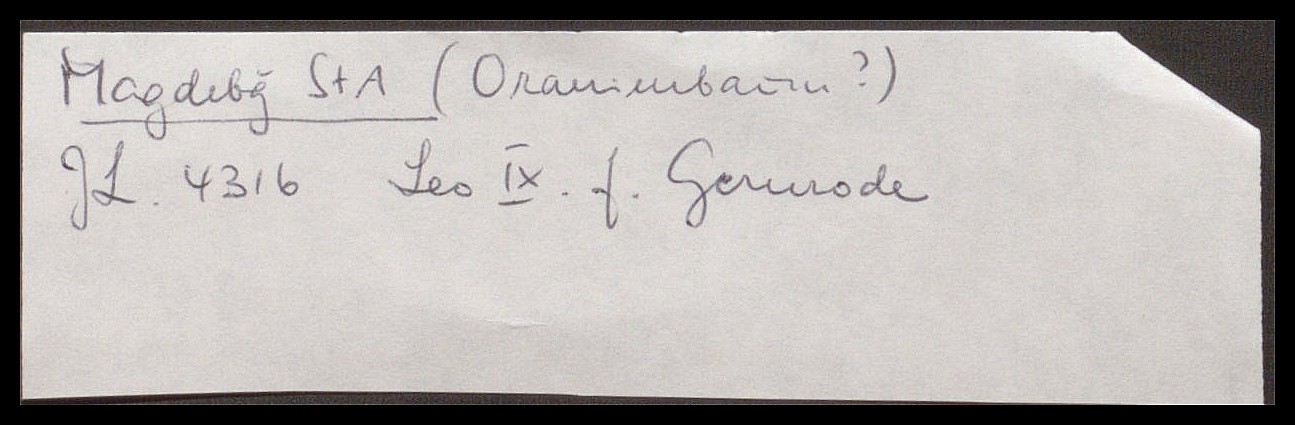 Magdebg̃ StA (Oranienbaum?)
JL. 4316 Leo IX. f. Gernrode